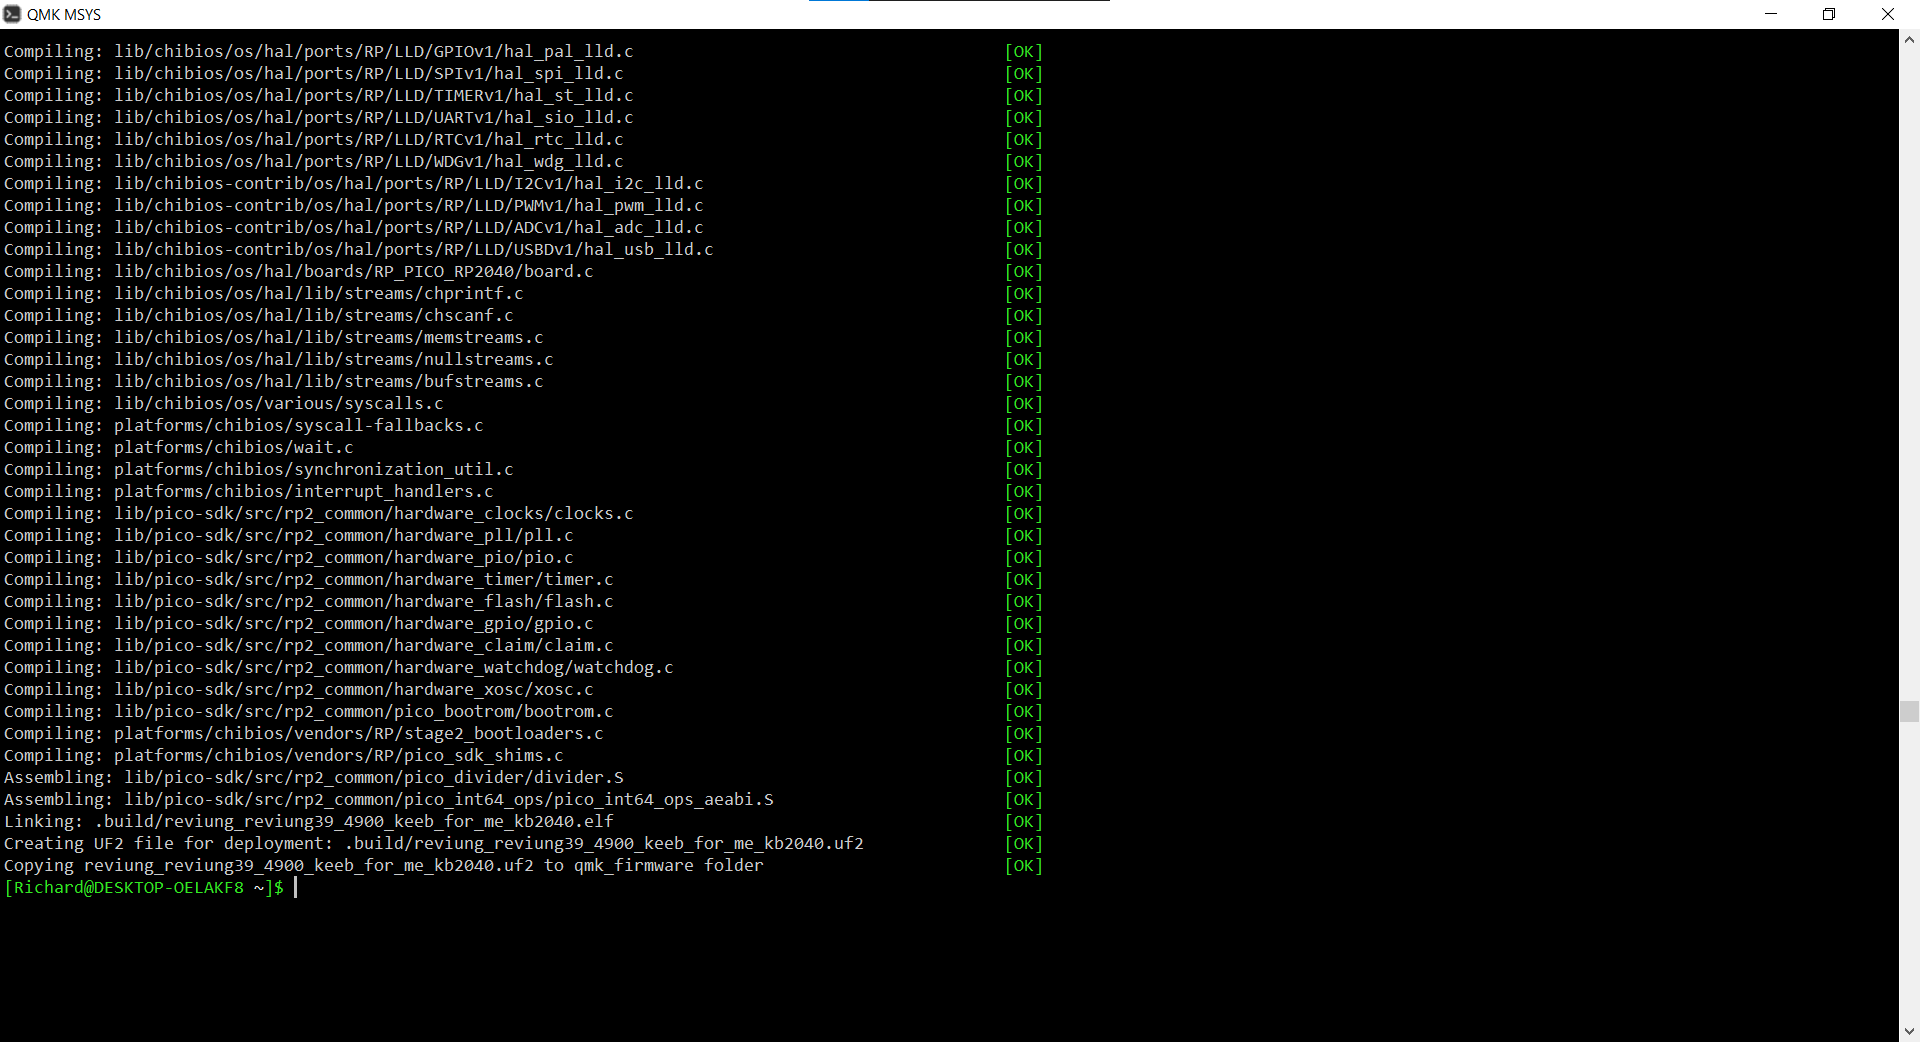 QMK MSYS
Compiling: lib/chibios/os/hal/ports/RP/LLD/GPIOv1/hal_pal_lld.c [OK]
Compiling: lib/chibios/os/hal/ports/RP/LLD/SPIv1/hal_spi_lld.c [OK]
Compiling: lib/chibios/os/hal/ports/RP/LLD/TIMERv1/hal_st_lld.c [OK]
Compiling: lib/chibios/os/hal/ports/RP/LLD/UARTv1/hal_sio_lld.c [OK]
Compiling: lib/chibios/os/hal/ports/RP/LLD/RTCv1/hal_rtc_lld.c [OK]
Compiling: lib/chibios/os/hal/ports/RP/LLD/WDGv1/hal_wdg_lld.c [OK]
Compiling: lib/chibios-contrib/os/hal/ports/RP/LLD/I2Cv1/hal_i2c_lld.c [OK]
Compiling: lib/chibios-contrib/os/hal/ports/RP/LLD/PWMv1/hal_pwm_lld.c [OK]
Compiling: lib/chibios-contrib/os/hal/ports/RP/LLD/ADCv1/hal_adc_lld.c [OK]
Compiling: lib/chibios-contrib/os/hal/ports/RP/LLD/USBDv1/hal_usb_lld.c [OK]
Compiling: lib/chibios/os/hal/boards/RP_PICO_RP2040/board.c [OK]
Compiling: lib/chibios/os/hal/lib/streams/chprintf.c [OK]
Compiling: lib/chibios/os/hal/lib/streams/chscanf.c [OK]
Compiling: lib/chibios/os/hal/lib/streams/memstreams.c [OK]
Compiling: lib/chibios/os/hal/lib/streams/nullstreams.c [OK]
Compiling: lib/chibios/os/hal/lib/streams/bufstreams.c [OK]
Compiling: lib/chibios/os/various/syscalls.c [OK]
Compiling: platforms/chibios/syscall-fallbacks.c [OK]
Compiling: platforms/chibios/wait.c [OK]
Compiling: platforms/chibios/synchronization_util.c [OK]
Compiling: platforms/chibios/interrupt_handlers.c [OK]
Compiling: lib/pico-sdk/src/rp2_common/hardware_clocks/clocks.c [OK]
Compiling: lib/pico-sdk/src/rp2_common/hardware_pll/pll.c [OK]
Compiling: lib/pico-sdk/src/rp2_common/hardware_pio/pio.c [OK]
Compiling: lib/pico-sdk/src/rp2_common/hardware_timer/timer.c [OK]
Compiling: lib/pico-sdk/src/rp2_common/hardware_flash/flash.c [OK]
Compiling: lib/pico-sdk/src/rp2_common/hardware_gpio/gpio.c [OK]
Compiling: lib/pico-sdk/src/rp2_common/hardware_claim/claim.c [OK]
Compiling: lib/pico-sdk/src/rp2_common/hardware_watchdog/watchdog.c [OK]
Compiling: lib/pico-sdk/src/rp2_common/hardware_xosc/xosc.c [OK]
Compiling: lib/pico-sdk/src/rp2_common/pico_bootrom/bootrom.c [OK]
Compiling: platforms/chibios/vendors/RP/stage2_bootloaders.c [OK]
Compiling: platforms/chibios/vendors/RP/pico_sdk_shims.c [OK]
Assembling: lib/pico-sdk/src/rp2_common/pico_divider/divider.S [OK]
Assembling: lib/pico-sdk/src/rp2_common/pico_int64_ops/pico_int64_ops_aeabi.S [OK]
Linking: .build/reviung_reviung39_4900_keeb_for_me_kb2040.elf [OK]
Creating UF2 file for deployment: .build/reviung_reviung39_4900_keeb_for_me_kb2040.uf2 [OK]
Copying reviung_reviung39_4900_keeb_for_me_kb2040.uf2 to qmk_firmware folder [OK]
[Richard@DESKTOP-OELAKF8 ~]$